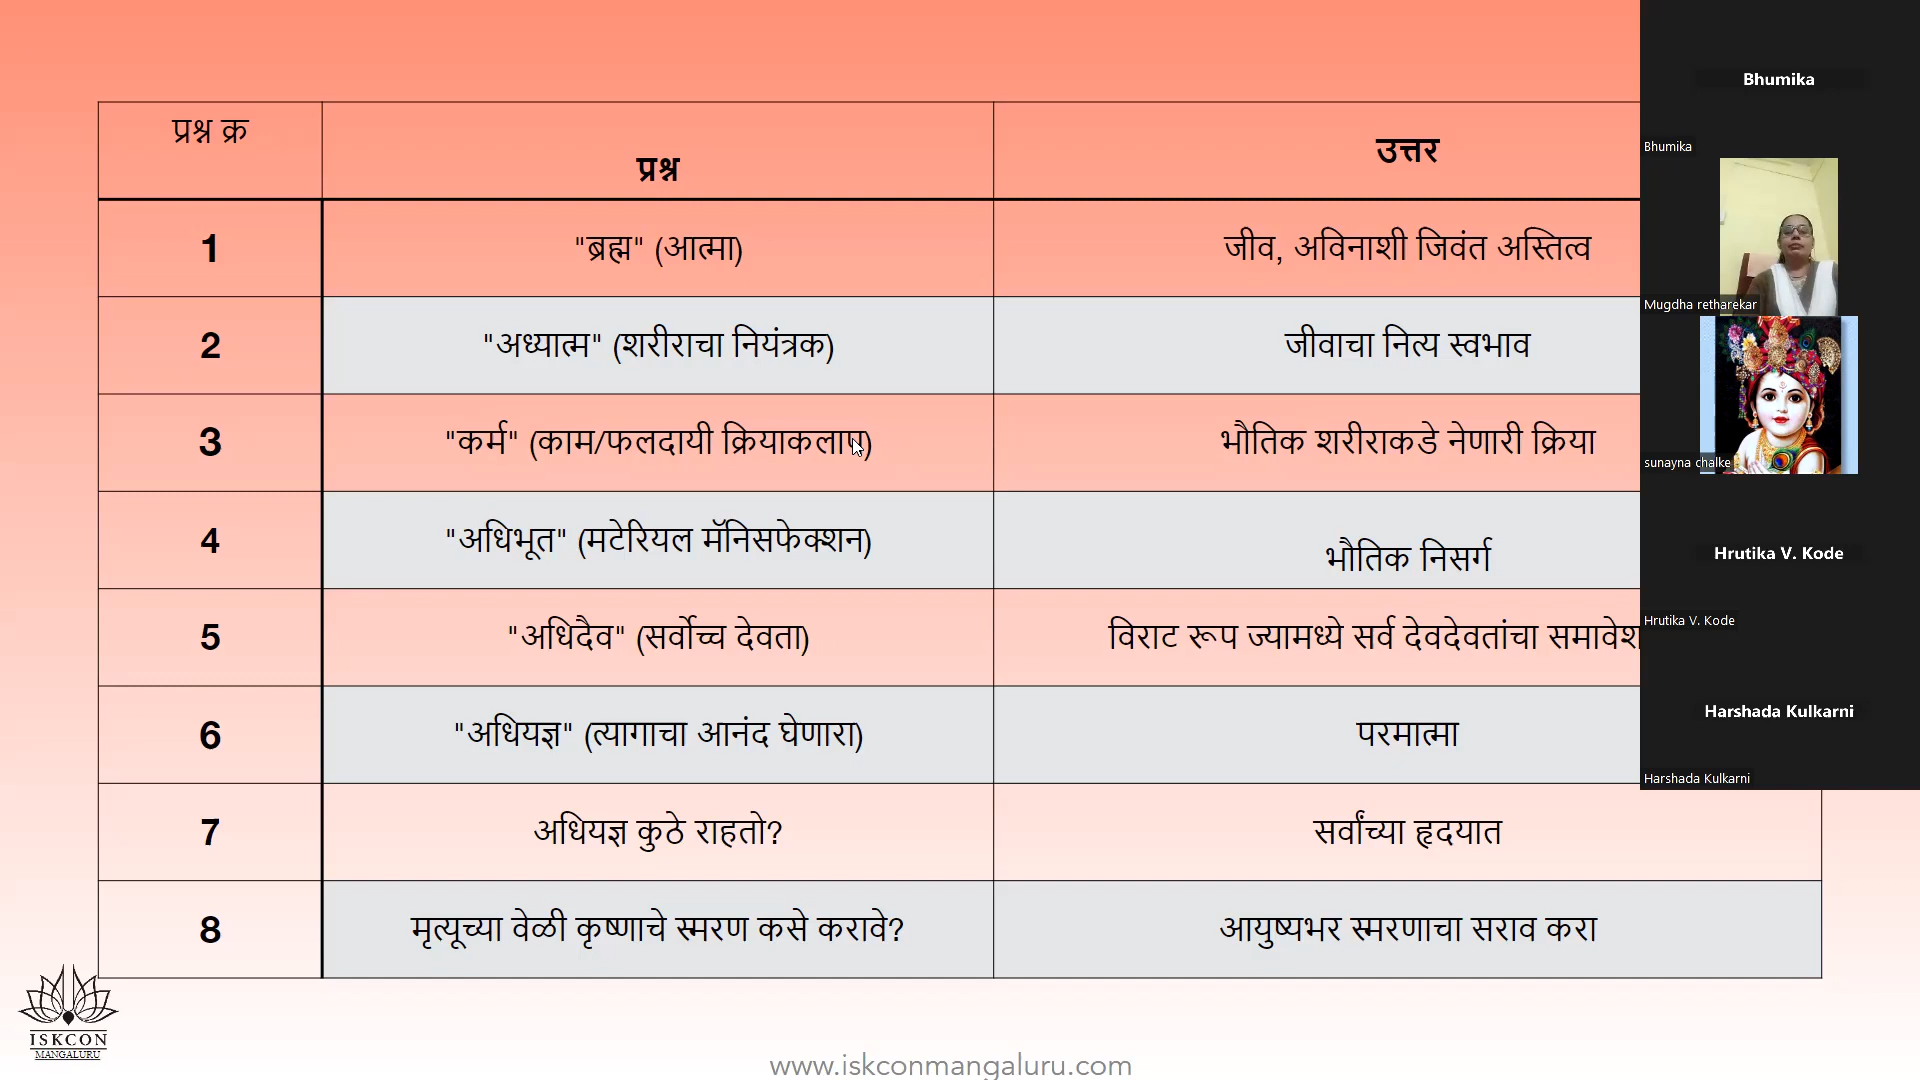 प्रश्न क्र
प्रश्न
उत्तर
1
"ब्रह्म" (आत्मा)
जीव, अविनाशी जिवंत अस्तित्व
2
"अध्यात्म" (शरीराचा नियंत्रक)
जीवाचा नित्य स्वभाव
3
"कर्म" (काम/फलदायी क्रियाकलाप)
भौतिक शरीराकडे नेणारी क्रिया
4
"अधिभूत" (मटेरियल मॅनिसफेक्शन)
भौतिक निसर्ग
5
"अधिदैव" (सर्वोच्च देवता)
विराट रूप ज्यामध्ये सर्व देवदेवतांचा समावेश
6
"अधियज्ञ" (त्यागाचा आनंद घेणारा)
परमात्मा
7
अधियज्ञ कुठे राहतो?
सर्वांच्या हृदयात
8
मृत्यूच्या वेळी कृष्णाचे स्मरण कसे करावे?
आयुष्यभर स्मरणाचा सराव करा
ISKCON
MANGALURU
www.iskconmangaluru.com
Bhumika
Bhumika
Mugdha retharekar
sunayna chalke
Hrutika V. Kode
Hrutika V. Kode
Harshada Kulkarni
Harshada Kulkarni